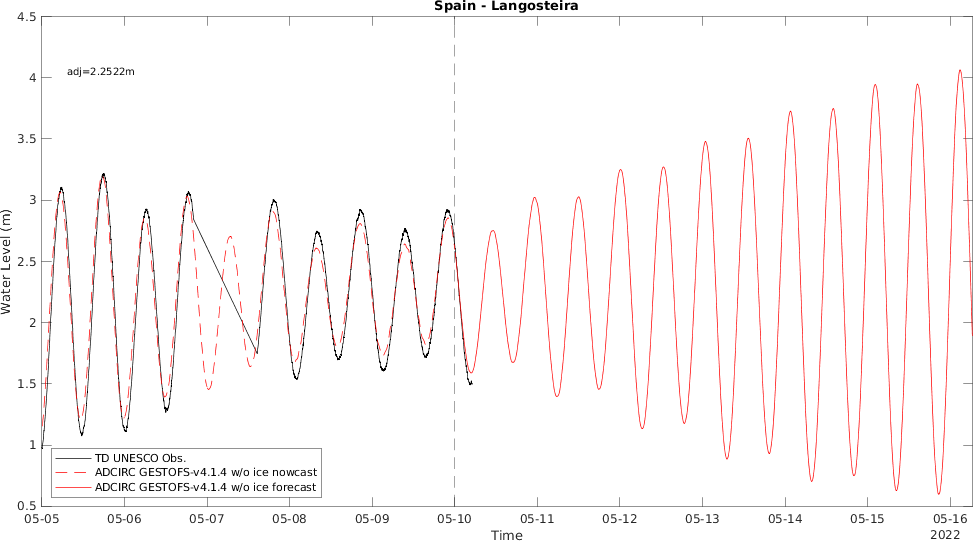 Spain - Langosteira
adj=2.2522m
Water Level (m)
4.5
4
3.5
3
2.5
2
1.5
1
0.5
TD UNESCO Obs.
ADCIRC GESTOFS-v4.1.4 w/o ice nowcast
ADCIRC GESTOFS-v4.1.4 w/o ice forecast
05-05 05-06 05-07 05-08 05-09 05-10 05-11 05-12 05-13 05-14 05-15 05-16
Time
2022